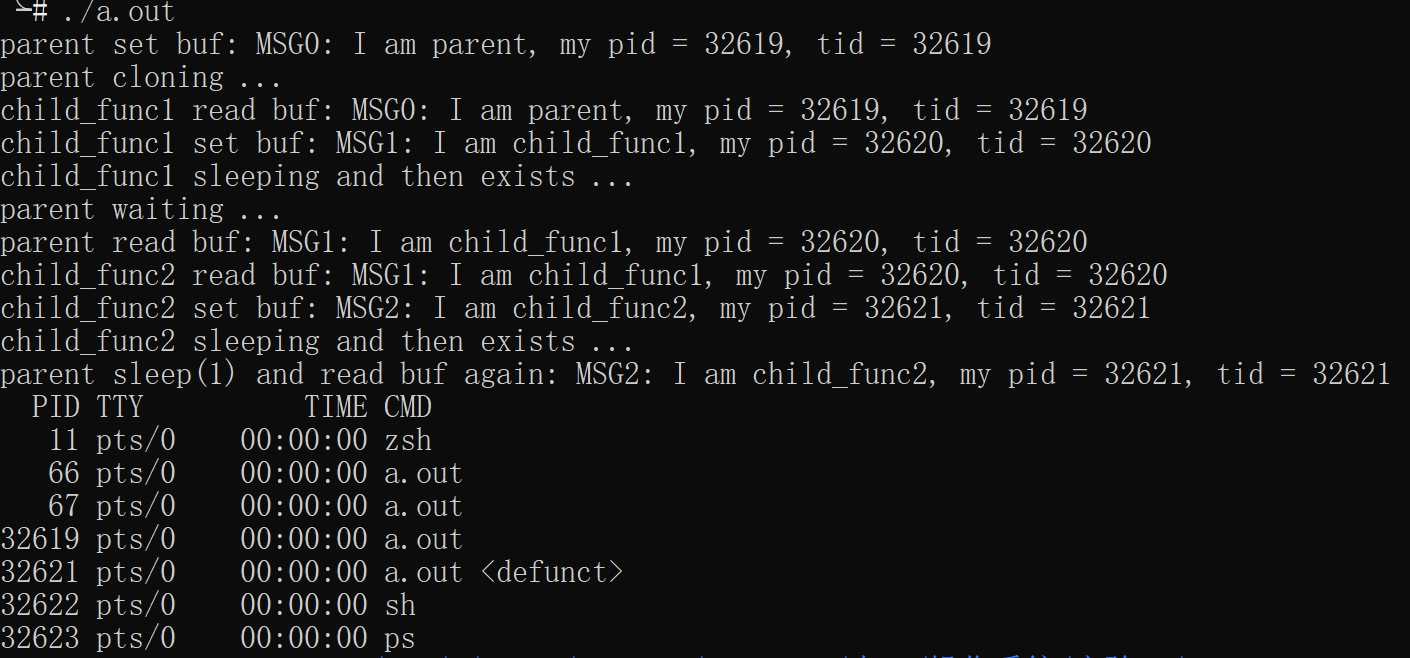 # ./a.out
parent set buf: MSG0: I am parent, my pid = 32619, tid = 32619
parent cloning ...
child_func1 read buf: MSG0: I am parent, my pid = 32619, tid = 32619
child_func1 set buf: MSG1: I am child_func1, my pid = 32620, tid = 32620
child_func1 sleeping and then exists ...
parent waiting ...
parent read buf: MSG1: I am child_func1, my pid = 32620, tid = 32620
child_func2 read buf: MSG1: I am child_func1, my pid = 32620, tid = 32620
child_func2 set buf: MSG2: I am child_func2, my pid = 32621, tid = 32621
child_func2 sleeping and then exists ...
parent sleep(1) and read buf again: MSG2: I am child_func2, my pid = 32621, tid = 32621
PID TTY TIME CMD
11 pts/0 00:00:00 zsh
66 pts/0 00:00:00 a.out
67 pts/0 00:00:00 a.out
32619 pts/0 00:00:00 a.out
32621 pts/0 00:00:00 a.out <defunct>
32622 pts/0 00:00:00 sh
32623 pts/0 00:00:00 ps